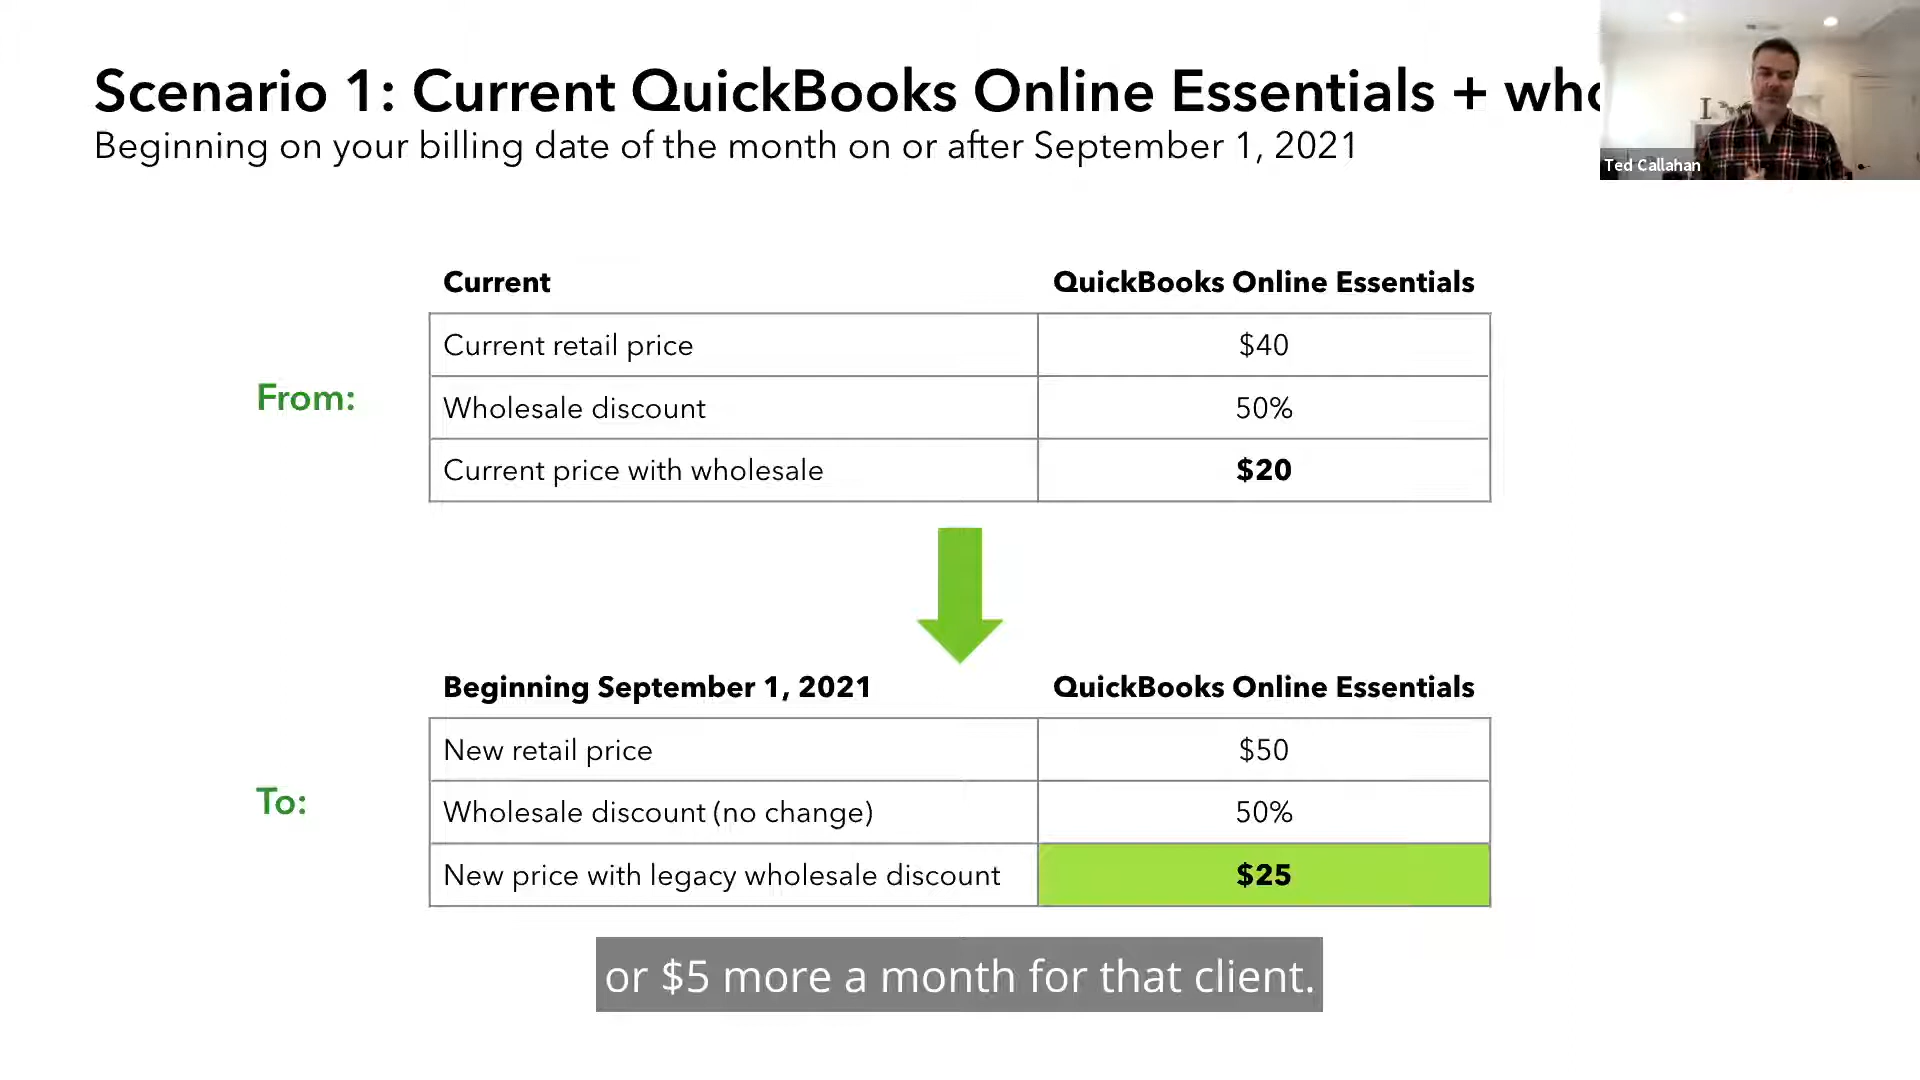 Scenario 1: Current QuickBooks Online Essentials +
Beginning on your billing date of the month on or after September 1, 2021
Ted Callahan
Current QuickBooks Online Essentials
From:
Current retail price $40
Wholesale discount 50%
Current price with wholesale $20
Beginning September 1, 2021 QuickBooks Online Essentials
To:
New retail price $50
Wholesale discount (no change) 50%
New price with legacy wholesale discount $25
or $5 more a month for that client.